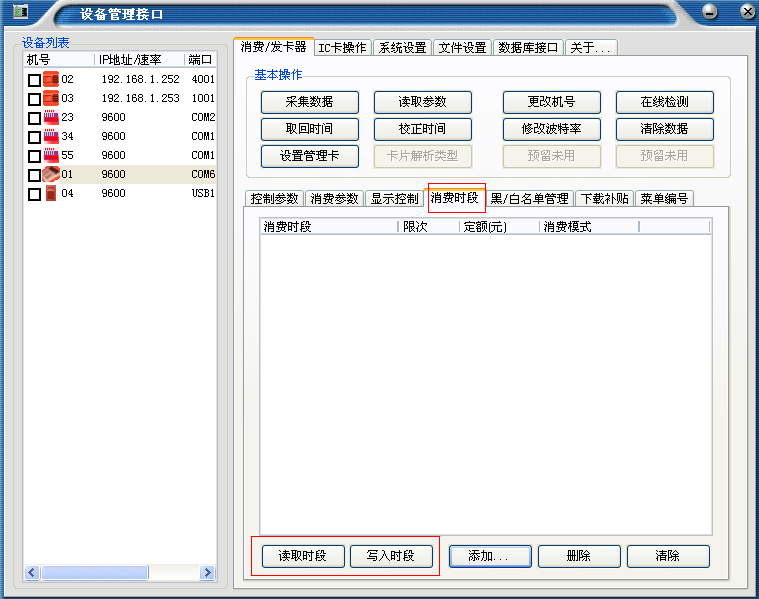 设备管理接口
设备列表
机号 IP地址/速率 端口
02 192.168.1.252 4001
03 192.168.1.253 1001
23 9600 COM2
34 9600 COM1
55 9600 COM1
01 9600 COM6
04 9600 USB1
消费/发卡器 IC卡操作 系统设置 文件设置 数据库接口 关于...
基本操作
采集数据 读取参数 更改机号 在线检测
取回时间 校正时间 修改波特率 清除数据
设置管理卡 卡片解析类型 预留未用 预留未用
控制参数 消费参数 显示控制 消费时段 黑/白名单管理 下载补贴 菜单编号
消费时段 限次 定额(元) 消费模式
读取时段 写入时段 添加... 删除 清除